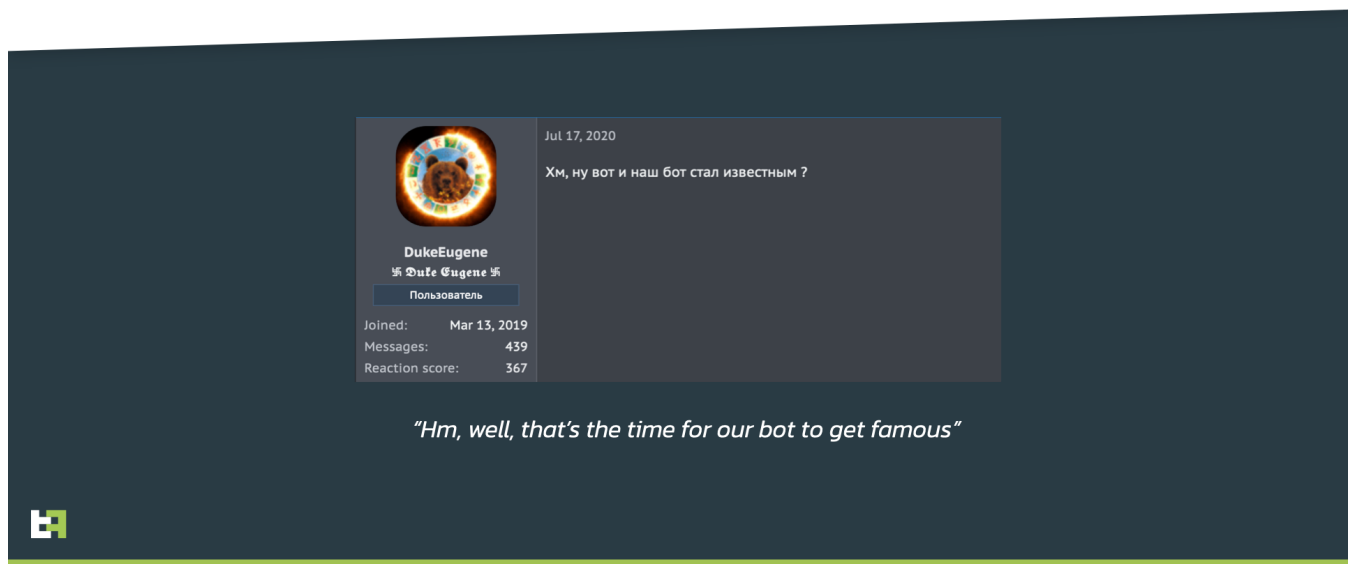 Jul 17, 2020
Хм, ну вот и наш бот стал известным ?
DukeEugene
卐 𝕯𝖚𝖐𝖊 𝕰𝖚𝖌𝖊𝖓𝖊 卐
Пользователь
Joined: Mar 13, 2019
Messages: 439
Reaction score: 367
“Hm, well, that’s the time for our bot to get famous”